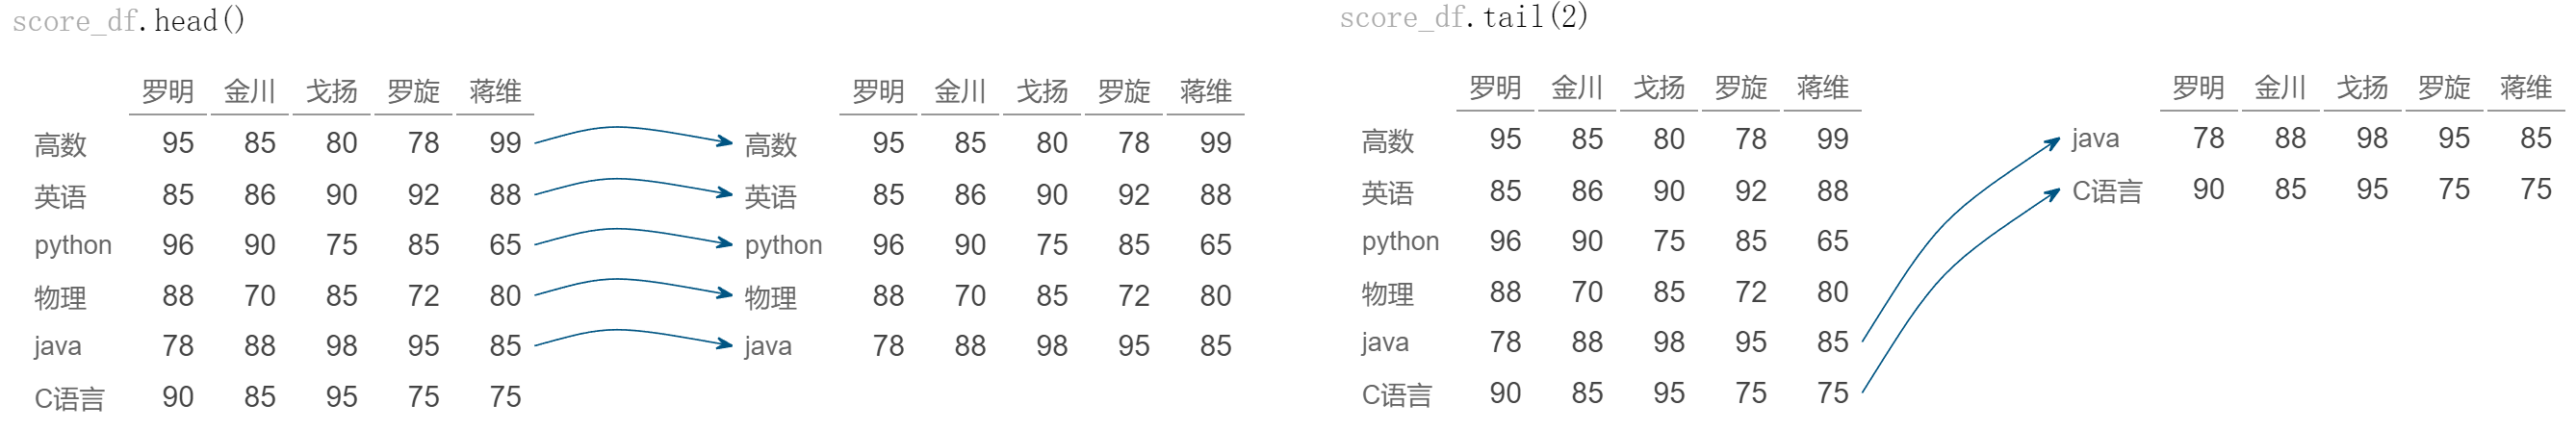 score_df.head()
罗明 金川 戈扬 罗旋 蒋维
高数 95 85 80 78 99
英语 85 86 90 92 88
python 96 90 75 85 65
物理 88 70 85 72 80
java 78 88 98 95 85
C语言 90 85 95 75 75
罗明 金川 戈扬 罗旋 蒋维
高数 95 85 80 78 99
英语 85 86 90 92 88
python 96 90 75 85 65
物理 88 70 85 72 80
java 78 88 98 95 85
score_df.tail(2)
罗明 金川 戈扬 罗旋 蒋维
高数 95 85 80 78 99
英语 85 86 90 92 88
python 96 90 75 85 65
物理 88 70 85 72 80
java 78 88 98 95 85
C语言 90 85 95 75 75
罗明 金川 戈扬 罗旋 蒋维
java 78 88 98 95 85
C语言 90 85 95 75 75